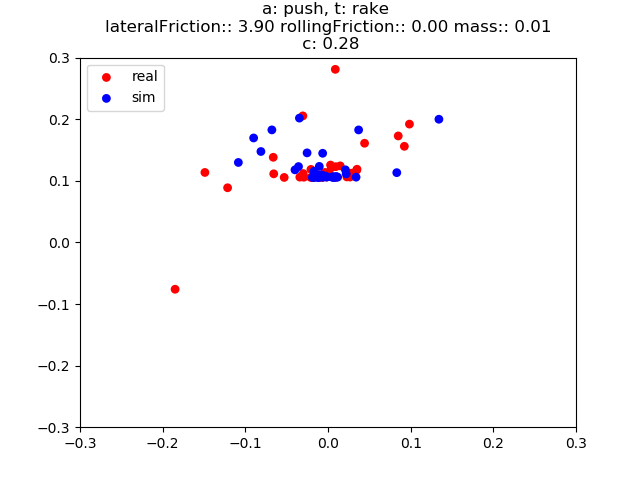 a: push, t: rake
lateralFriction:: 3.90 rollingFriction:: 0.00 mass:: 0.01
c: 0.28
0.3
real
sim
0.2
0.1
0.0
−0.1
−0.2
−0.3
−0.3 −0.2 −0.1 0.0 0.1 0.2 0.3